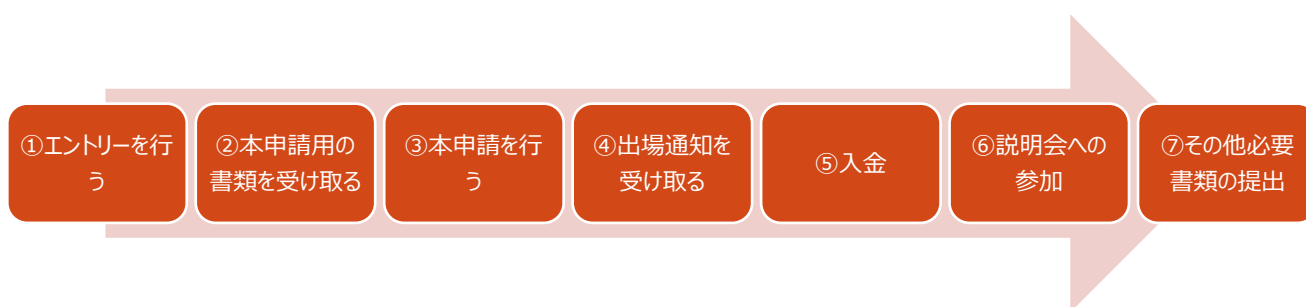 ①エントリーを行
う
②本申請用の
書類を受け取る
③本申請を行
う
④出場通知を
受け取る
⑤入金
⑥説明会への
参加
⑦その他必要
書類の提出